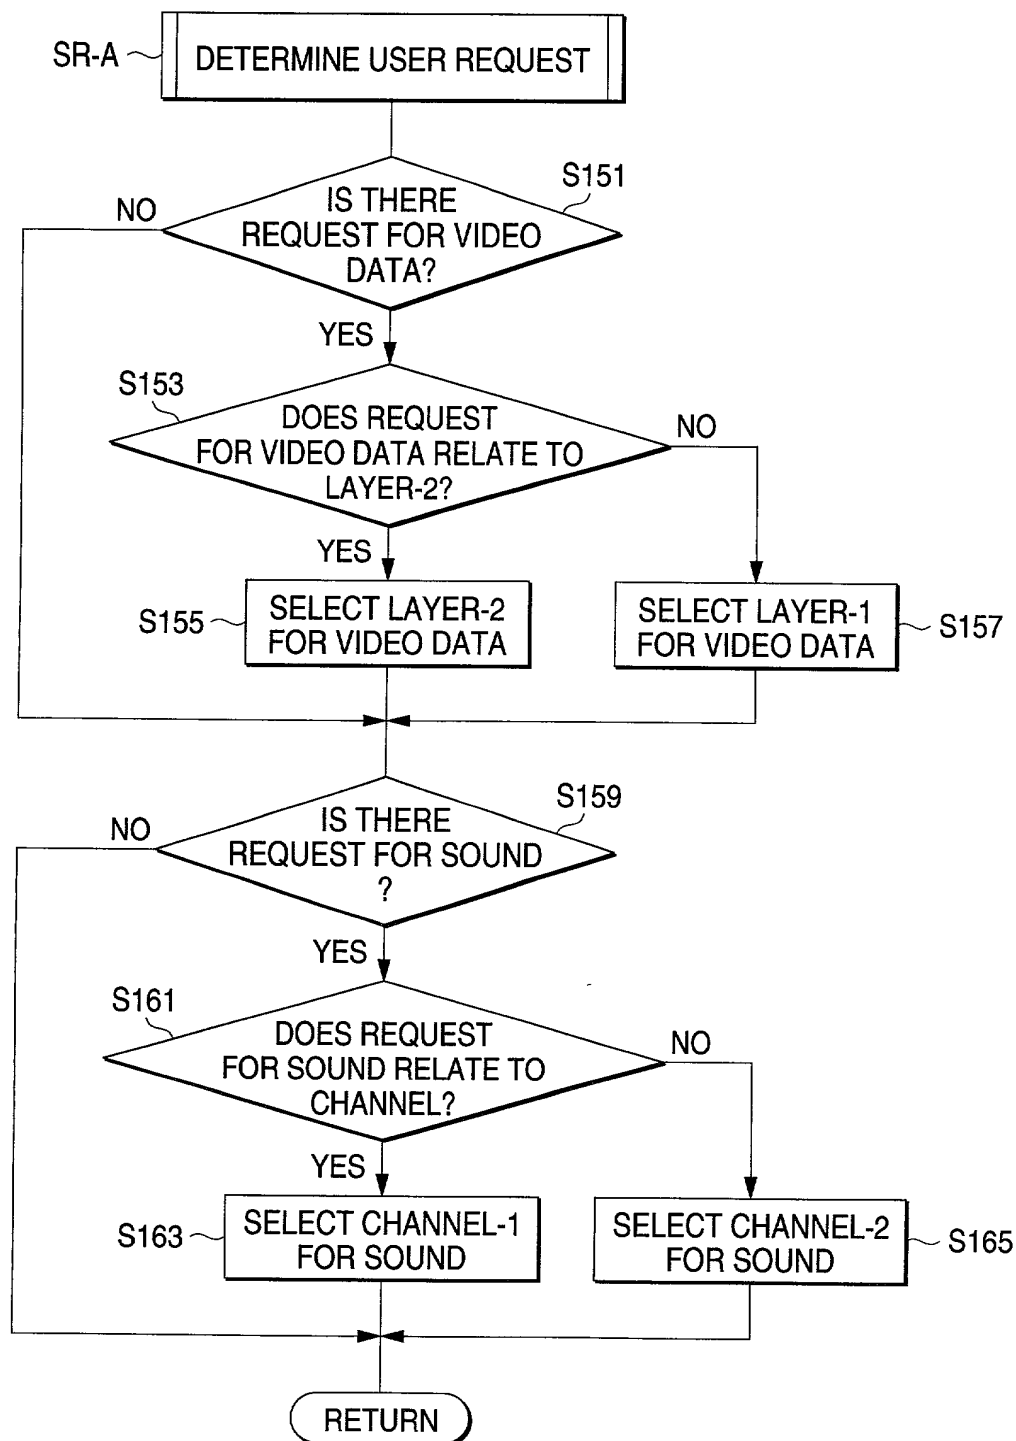 SR-A
DETERMINE USER REQUEST
S151
IS THERE
REQUEST FOR VIDEO
DATA?
NO
YES
S153
DOES REQUEST
FOR VIDEO DATA RELATE TO
LAYER-2?
NO
YES
S155
SELECT LAYER-2
FOR VIDEO DATA
SELECT LAYER-1
FOR VIDEO DATA
S157
S159
IS THERE
REQUEST FOR SOUND
?
NO
YES
S161
DOES REQUEST
FOR SOUND RELATE TO
CHANNEL?
NO
YES
S163
SELECT CHANNEL-1
FOR SOUND
SELECT CHANNEL-2
FOR SOUND
S165
RETURN